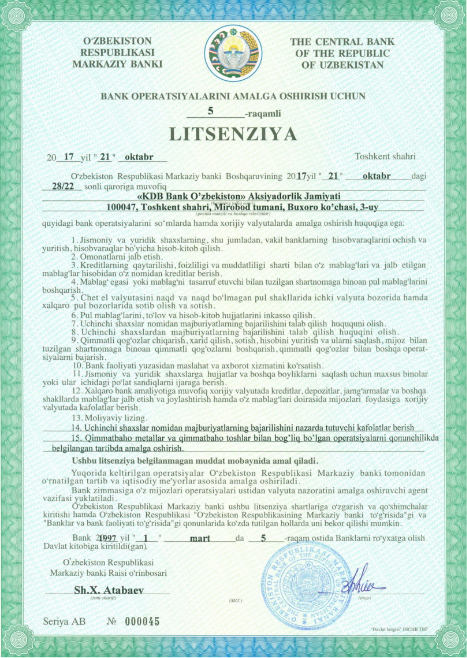 O'ZBEKISTON
RESPUBLIKASI
MARKAZIY BANKI
THE CENTRAL BANK
OF THE REPUBLIC
OF UZBEKISTAN
BANK OPERATSIYALARINI AMALGA OSHIRISH UCHUN
5 -raqamli
LITSENZIYA
20 17 yil " 21 " oktabr Toshkent shahri
O'zbekiston Respublikasi Markaziy banki Boshqaruvining 2017yil " 21 " oktabr dagi
28/22 sonli qaroriga muvofiq
«KDB Bank O'zbekiston» Aksiyadorlik Jamiyati
100047, Toshkent shahri, Mirobod tumani, Buxoro ko'chasi, 3-uy
quyidagi bank operatsiyalarini so'mlarda hamda xorijiy valyutalarda amalga oshirish huquqiga ega:
1. Jismoniy va yuridik shaxslarning, shu jumladan, vakil banklarning hisobvaraqlarini ochish va
yuritish, hisobvaraqlar bo'yicha hisob-kitob qilish.
2. Omonatlarni jalb etish.
3. Kreditlarning qaytarilishi, foizliligi va muddatliligi sharti bilan o'z mablag'lari va jalb etilgan
mablag'lar hisobidan o'z nomidan kreditlar berish.
4. Mablag' egasi yoki mablag'ni tasarruf etuvchi bilan tuzilgan shartnomaga binoan pul mablag'larini
boshqarish.
5. Chet el valyutasini naqd va naqd bo'lmagan pul shakllarida ichki valyuta bozorida hamda
xalqaro pul bozorlarida sotib olish va sotish.
6. Pul mablag'larini, to'lov va hisob-kitob hujjatlarini inkasso qilish.
7. Uchinchi shaxslar nomidan majburiyatlarning bajarilishini talab qilish huquqini olish.
8. Uchinchi shaxslardan majburiyatlarning bajarilishini talab qilish huquqini olish.
9. Qimmatli qog'ozlar chiqarish, xarid qilish, sotish, hisobini yuritish va ularni saqlash, mijoz bilan
tuzilgan shartnomaga binoan qimmatli qog'ozlarni boshqarish, qimmatli qog'ozlar bilan boshqa operat-
siyalarni bajarish.
10. Bank faoliyati yuzasidan maslahat va axborot xizmatini ko'rsatish.
11. Jismoniy va yuridik shaxslarga hujjatlar va boshqa boyliklarni saqlash uchun maxsus binolar
yoki ular ichidagi po'lat sandiqlarni ijaraga berish.
12. Xalqaro bank amaliyotiga muvofiq xorijiy valyutada kreditlar, depozitlar, jamg'armalar va boshqa
shakllarda mablag'lar jalb etish va joylashtirish hamda o'z mablag'lari doirasida mijozlari foydasiga xorijiy
valyutada kafolatlar berish.
13. Moliyaviy lizing.
14. Uchinchi shaxslar nomidan majburiyatlarning bajarilishini nazarda tutuvchi kafolatlar berish
15. Qimmatbaho metallar va qimmatbaho toshlar bilan bog'liq bo'lgan operatsiyalarni qonunchilikda
belgilangan tartibda amalga oshirish.
Ushbu litsenziya belgilanmagan muddat mobaynida amal qiladi.
Yuqorida keltirilgan operatsiyalar O'zbekiston Respublikasi Markaziy banki tomonidan
o'rnatilgan tartib va iqtisodiy me'yorlar asosida amalga oshiriladi.
Bank zimmasiga o'z mijozlari operatsiyalari ustidan valyuta nazoratini amalga oshiruvchi agent
vazifasi yuklatiladi.
O'zbekiston Respublikasi Markaziy banki ushbu litsenziya shartlariga o'zgarish va qo'shimchalar
kiritishi hamda O'zbekiston Respublikasi "O'zbekiston Respublikasining Markaziy banki to'g'risida"gi va
"Banklar va bank faoliyati to'g'risida"gi qonunlarida ko'zda tutilgan hollarda uni bekor qilishi mumkin.
Bank 1997 yil " 1 " mart da 5 -raqam ostida Banklarni ro'yxatga olish
Davlat kitobiga kiritildi(gan).
O'zbekiston Respublikasi
Markaziy banki Raisi o'rinbosari
Sh.X. Atabaev
Seriya AB № 000045